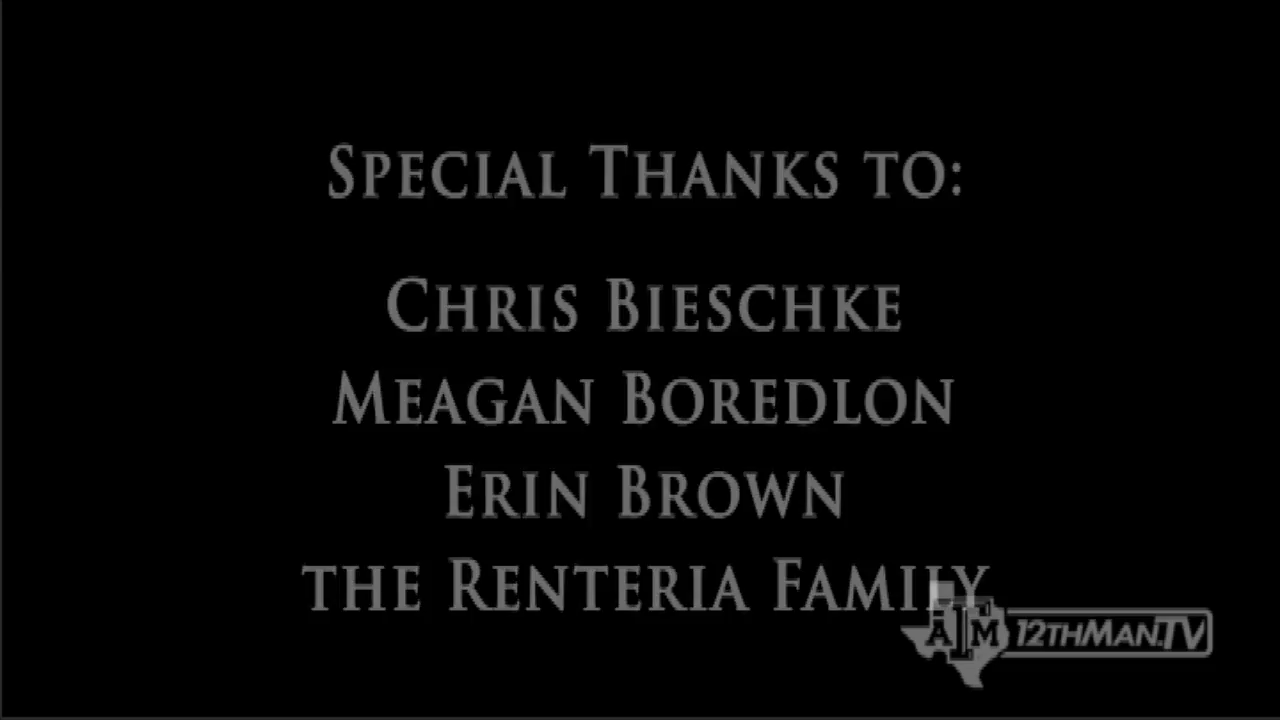 SPECIAL THANKS TO:
CHRIS BIESCHKE
MEAGAN BOREDLON
ERIN BROWN
THE RENTERIA FAMILY
ATM 12THMAN.TV